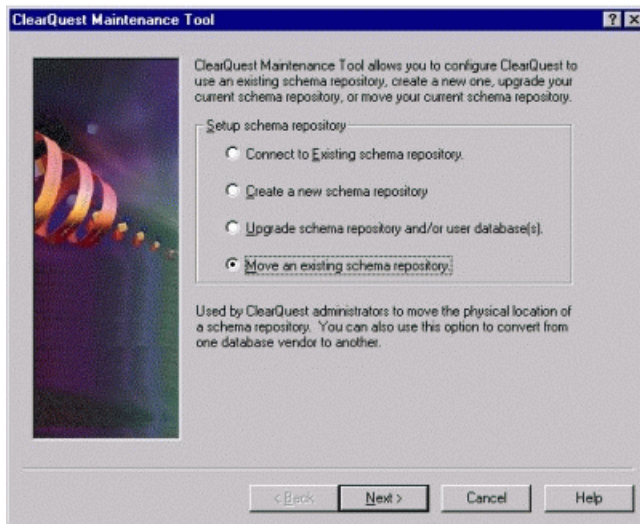 ClearQuest Maintenance Tool
ClearQuest Maintenance Tool allows you to configure ClearQuest to
use an existing schema repository, create a new one, upgrade your
current schema repository, or move your current schema repository.
Setup schema repository
Connect to Existing schema repository.
Create a new schema repository
Upgrade schema repository and/or user database(s).
Move an existing schema repository.
Used by ClearQuest administrators to move the physical location of
a schema repository. You can also use this option to convert from
one database vendor to another.
< Back
Next >
Cancel
Help